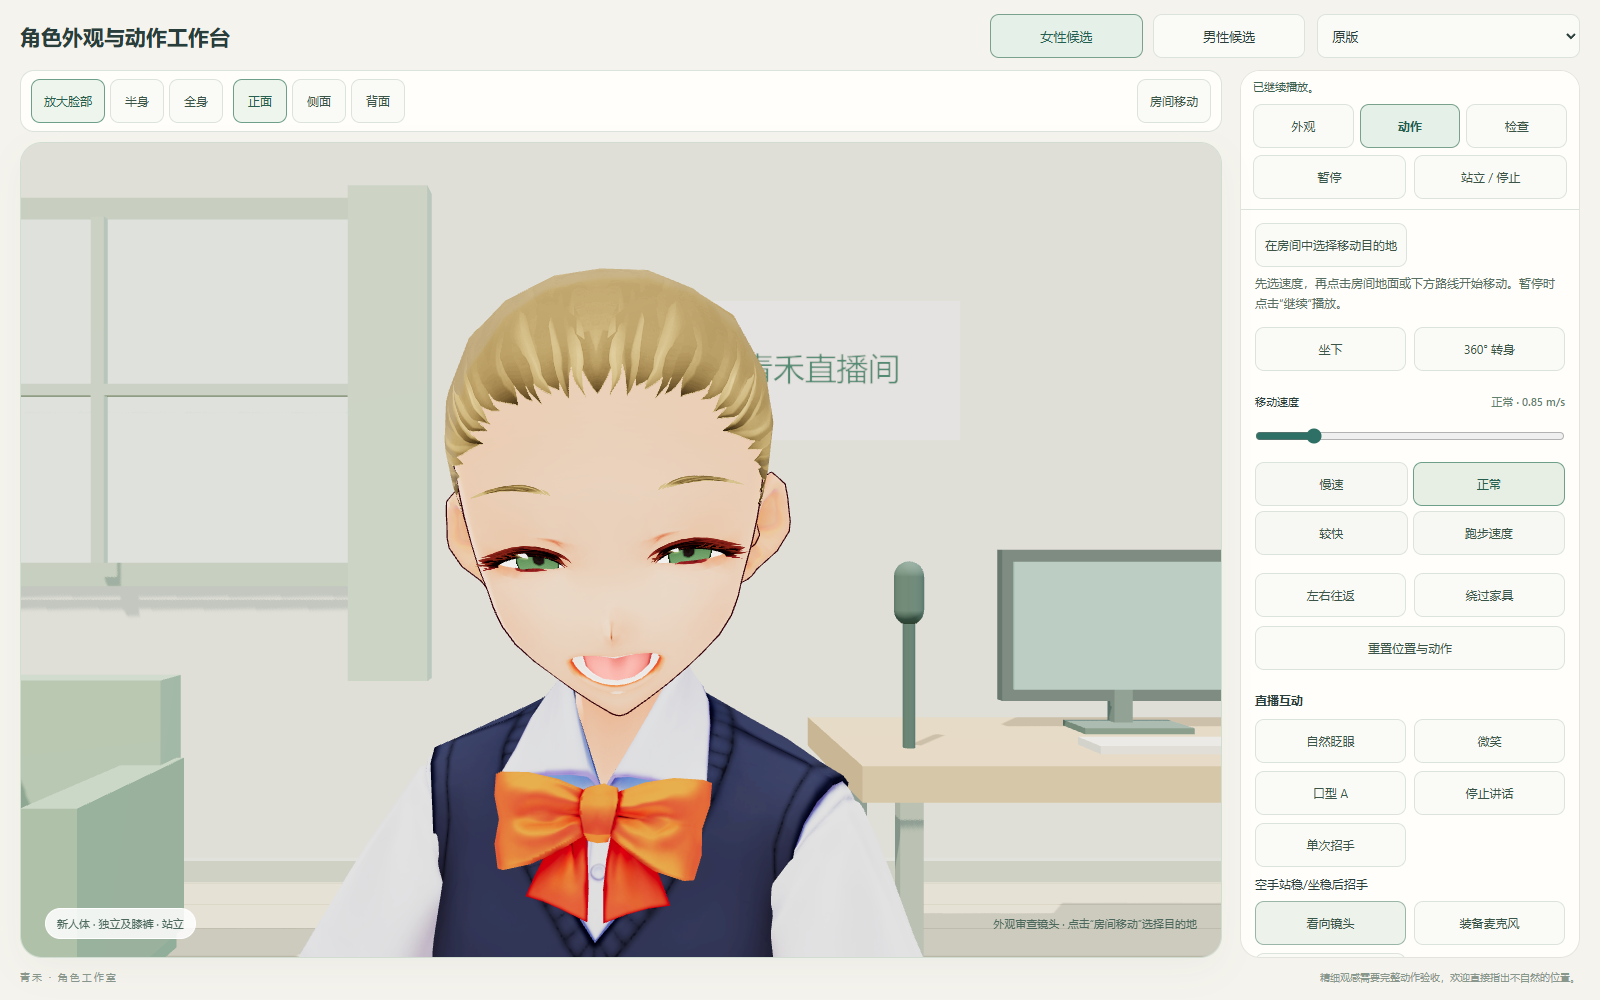 角色外观与动作工作台
女性候选
男性候选
原版
放大脸部
半身
全身
正面
侧面
背面
房间移动
青禾直播间
新人体 · 独立及膝裤 · 站立
外观审查镜头 · 点击“房间移动”选择目的地
已继续播放。
外观
动作
检查
暂停
站立 / 停止
在房间中选择移动目的地
先选速度，再点击房间地面或下方路线开始移动。暂停时
点击“继续”播放。
坐下
360° 转身
移动速度
正常 · 0.85 m/s
慢速
正常
较快
跑步速度
左右往返
绕过家具
重置位置与动作
直播互动
自然眨眼
微笑
口型 A
停止讲话
单次招手
空手站稳/坐稳后招手
看向镜头
装备麦克风
青禾 · 角色工作室
精细观感需要完整动作验收，欢迎直接指出不自然的位置。